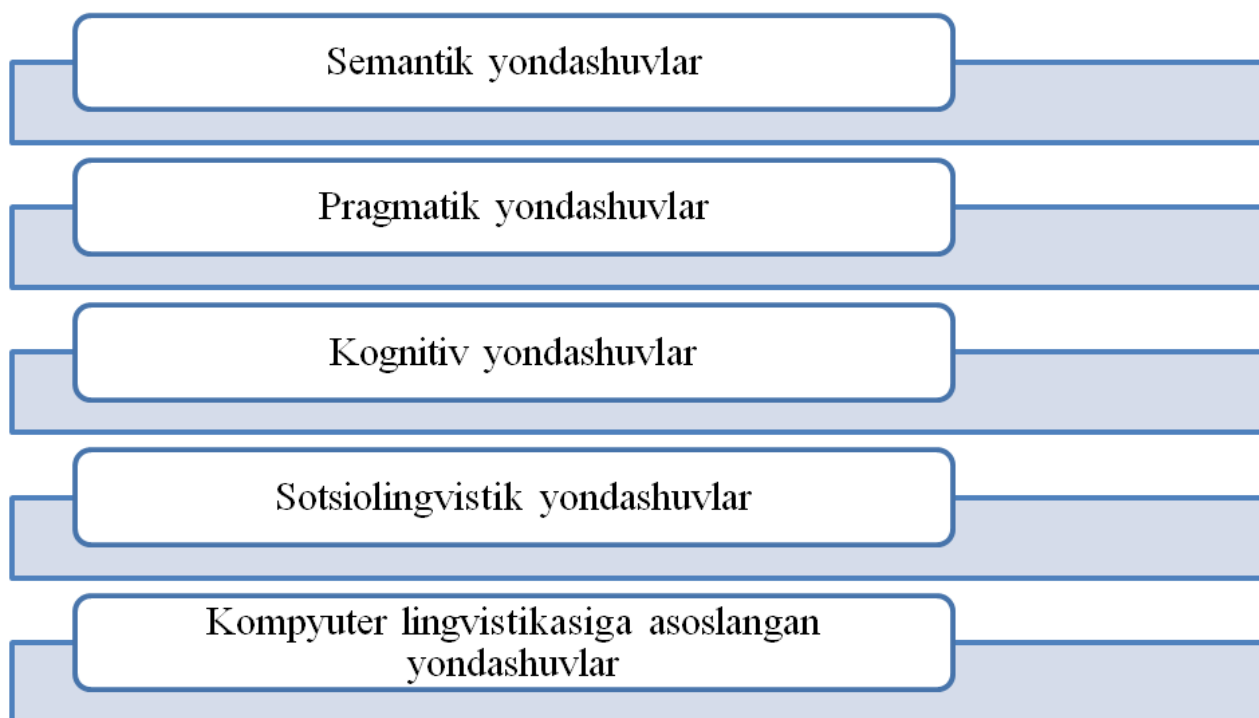 Semantik yondashuvlar
Pragmatik yondashuvlar
Kognitiv yondashuvlar
Sotsiolingvistik yondashuvlar
Kompyuter lingvistikasiga asoslangan
yondashuvlar